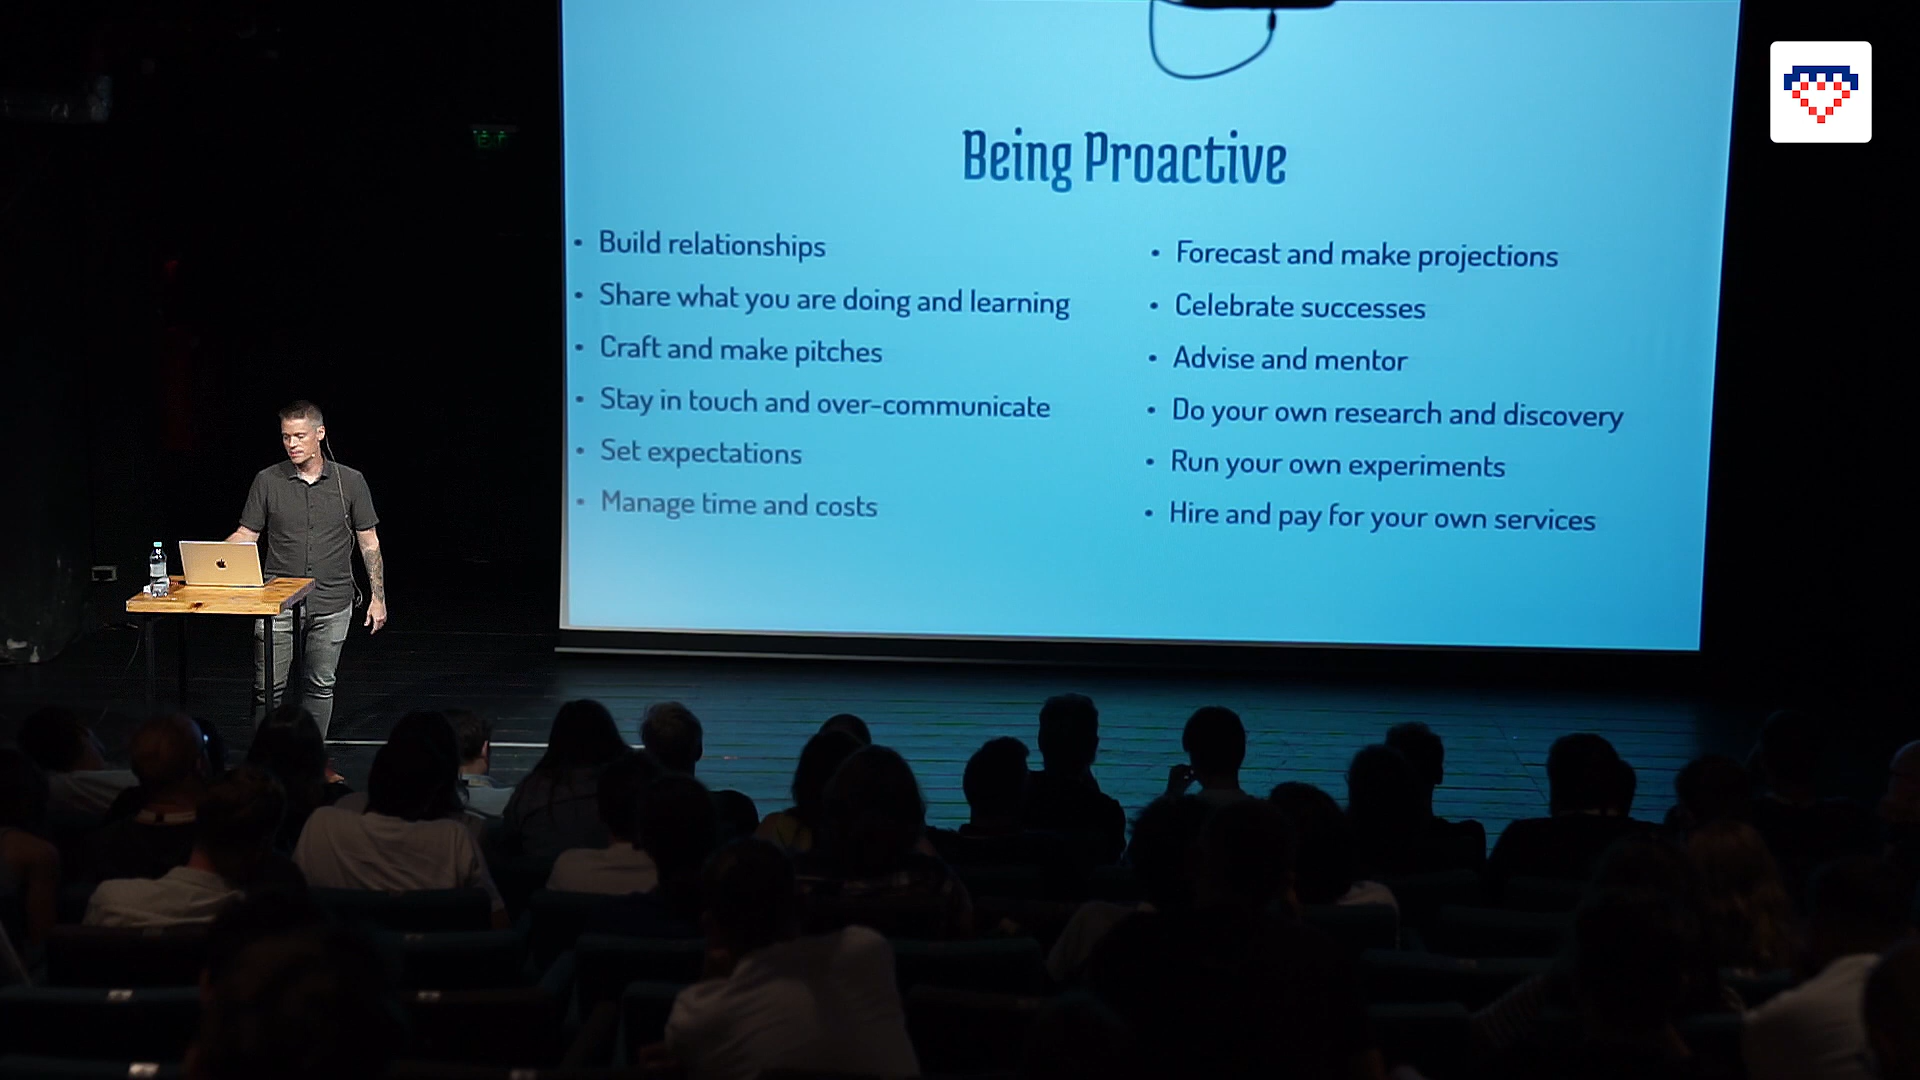 Being Proactive
• Build relationships
• Share what you are doing and learning
• Craft and make pitches
• Stay in touch and over-communicate
• Set expectations
• Manage time and costs
• Forecast and make projections
• Celebrate successes
• Advise and mentor
• Do your own research and discovery
• Run your own experiments
• Hire and pay for your own services